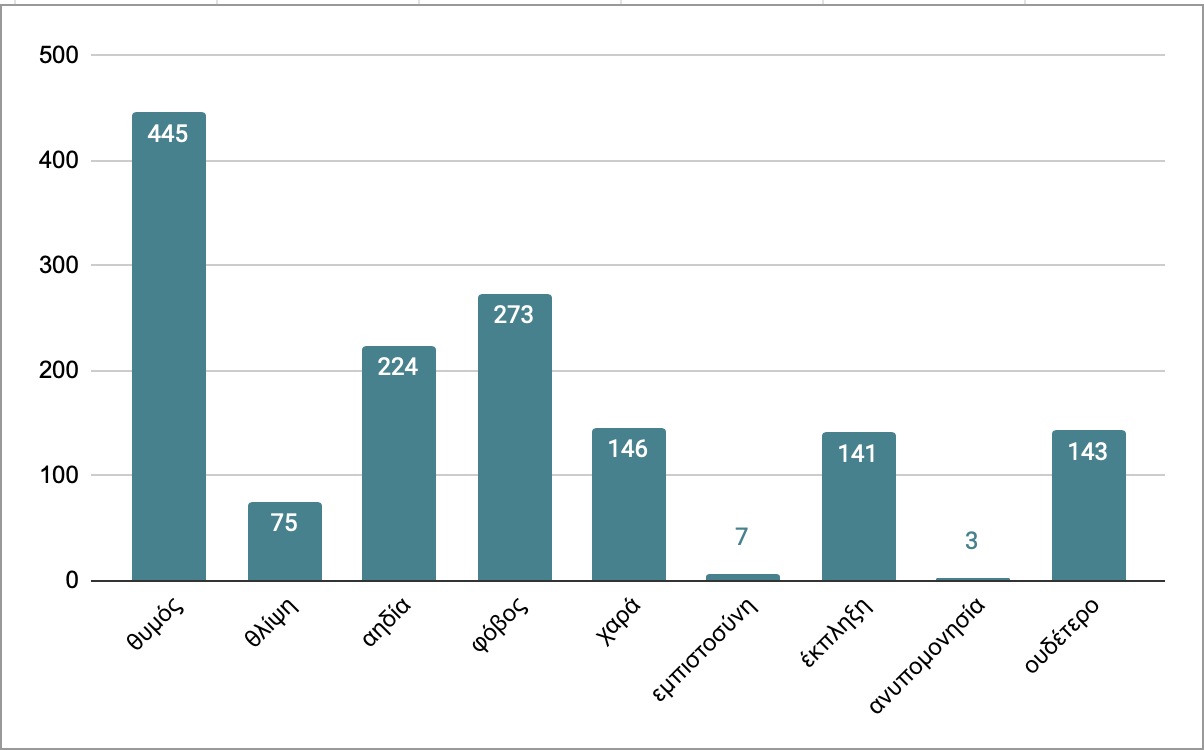 500
400
300
200
100
0
445
75
224
273
146
7
141
3
143
θυμός
θλίψη
αηδία
φόβος
χαρά
εμπιστοσύνη
έκπληξη
ανυπομονησία
ουδέτερο